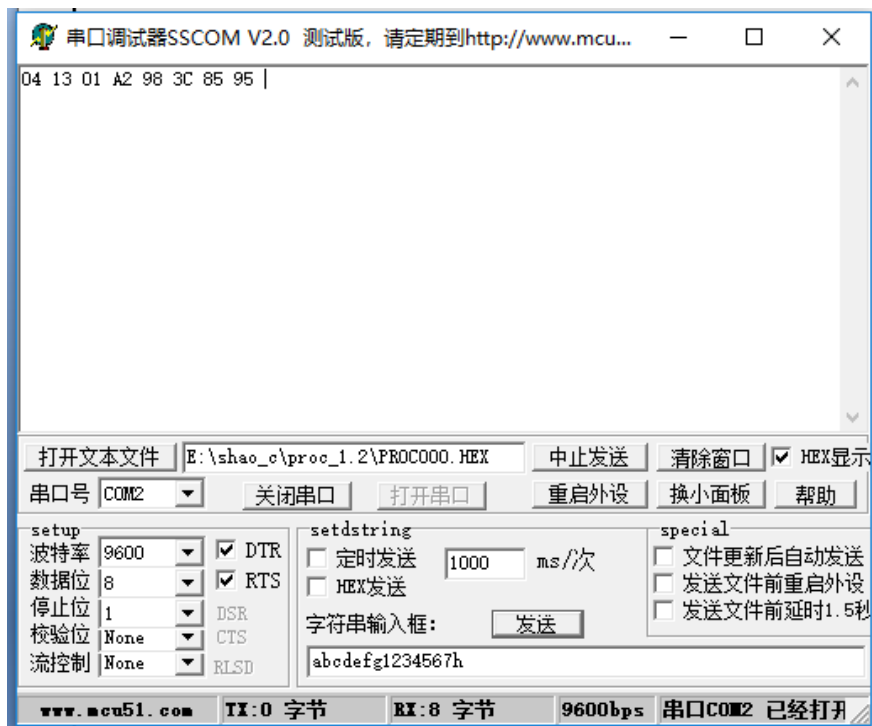 串口调试器SSCOM V2.0 测试版，请定期到http://www.mcu...
04 13 01 A2 98 3C 85 95
打开文本文件 E:\shao_c\proc_1.2\PROC000.HEX 中止发送 清除窗口 HEX显示
串口号 COM2 关闭串口 打开串口 重启外设 换小面板 帮助
setup setdstring special
波特率 9600 DTR 定时发送 1000 ms/次 文件更新后自动发送
数据位 8 RTS HEX发送 发送文件前重启外设
停止位 1 DSR 字符串输入框： 发送 发送文件前延时1.5秒
校验位 None CTS
流控制 None RLSD abcdefg1234567h
www.mcu51.com TX:0 字节 RX:8 字节 9600bps 串口COM2 已经打开